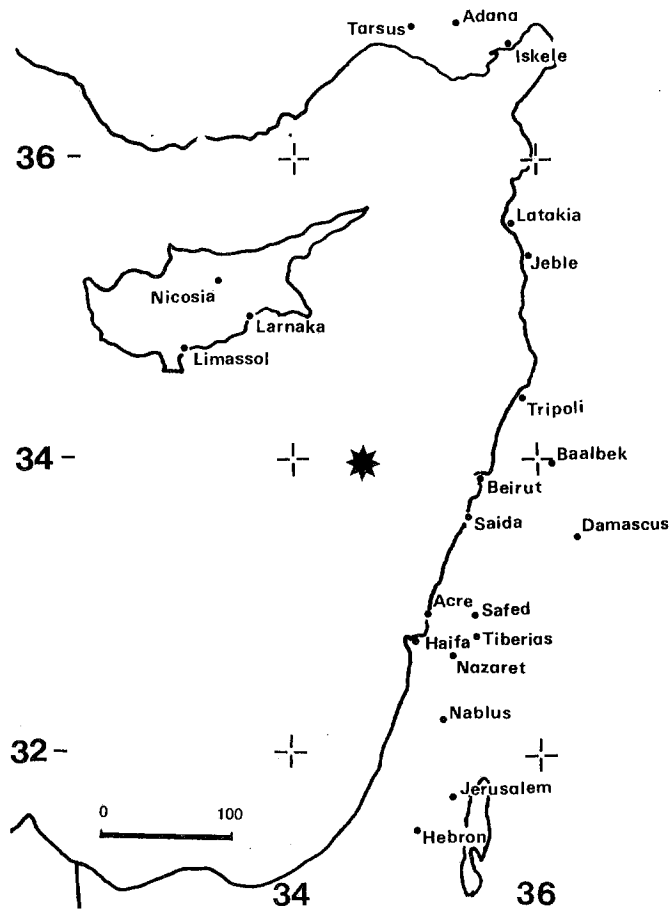 Adana
Tarsus
Iskele
36
Latakia
Jeble
Nicosia
Larnaka
Limassol
Tripoli
34
Baalbek
Beirut
Saida
Damascus
Acre
Safed
Haifa
Tiberias
Nazaret
Nablus
32
Jerusalem
0 100
Hebron
34 36